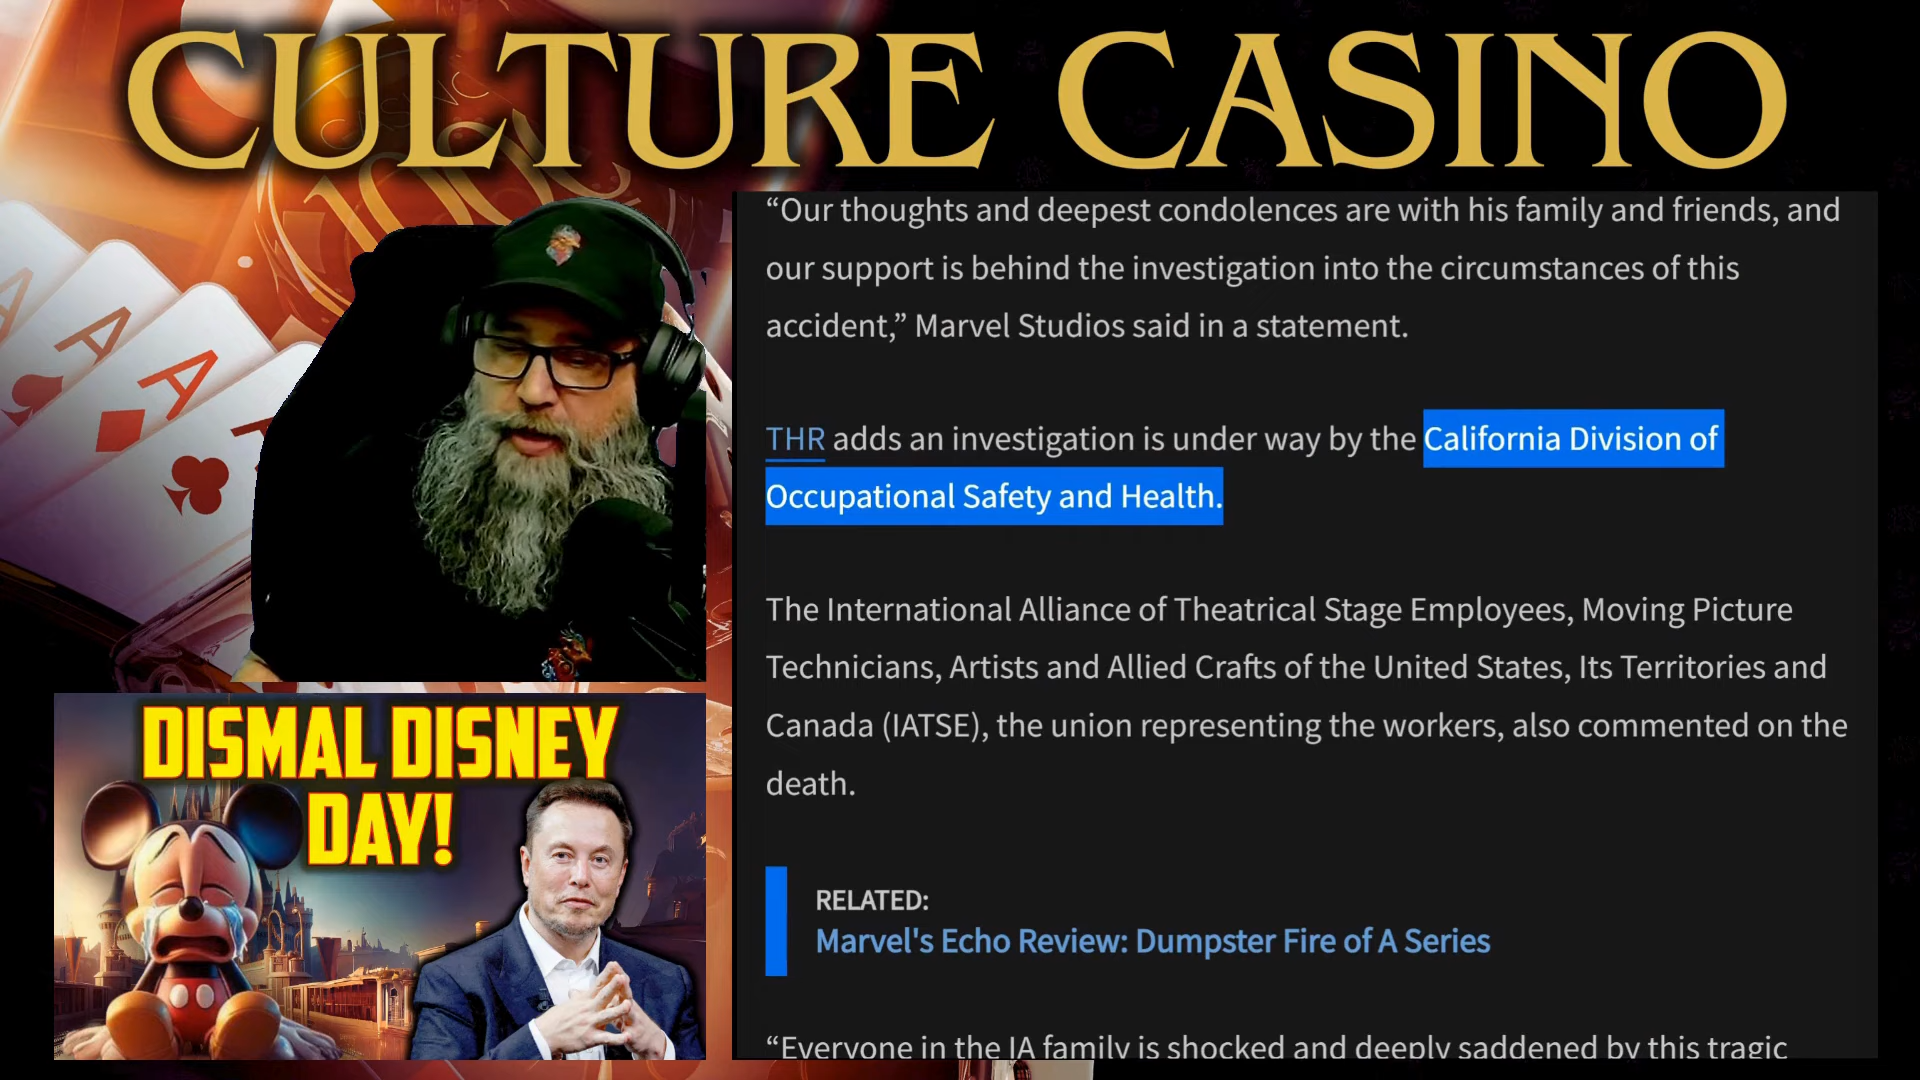 CULTURE CASINO
“Our thoughts and deepest condolences are with his family and friends, and
our support is behind the investigation into the circumstances of this
accident,” Marvel Studios said in a statement.
THR adds an investigation is under way by the California Division of
Occupational Safety and Health.
The International Alliance of Theatrical Stage Employees, Moving Picture
Technicians, Artists and Allied Crafts of the United States, Its Territories and
Canada (IATSE), the union representing the workers, also commented on the
death.
RELATED:
Marvel's Echo Review: Dumpster Fire of A Series
“Everyone in the IA family is shocked and deeply saddened by this tragic
DISMAL DISNEY
DAY!
A
A
A